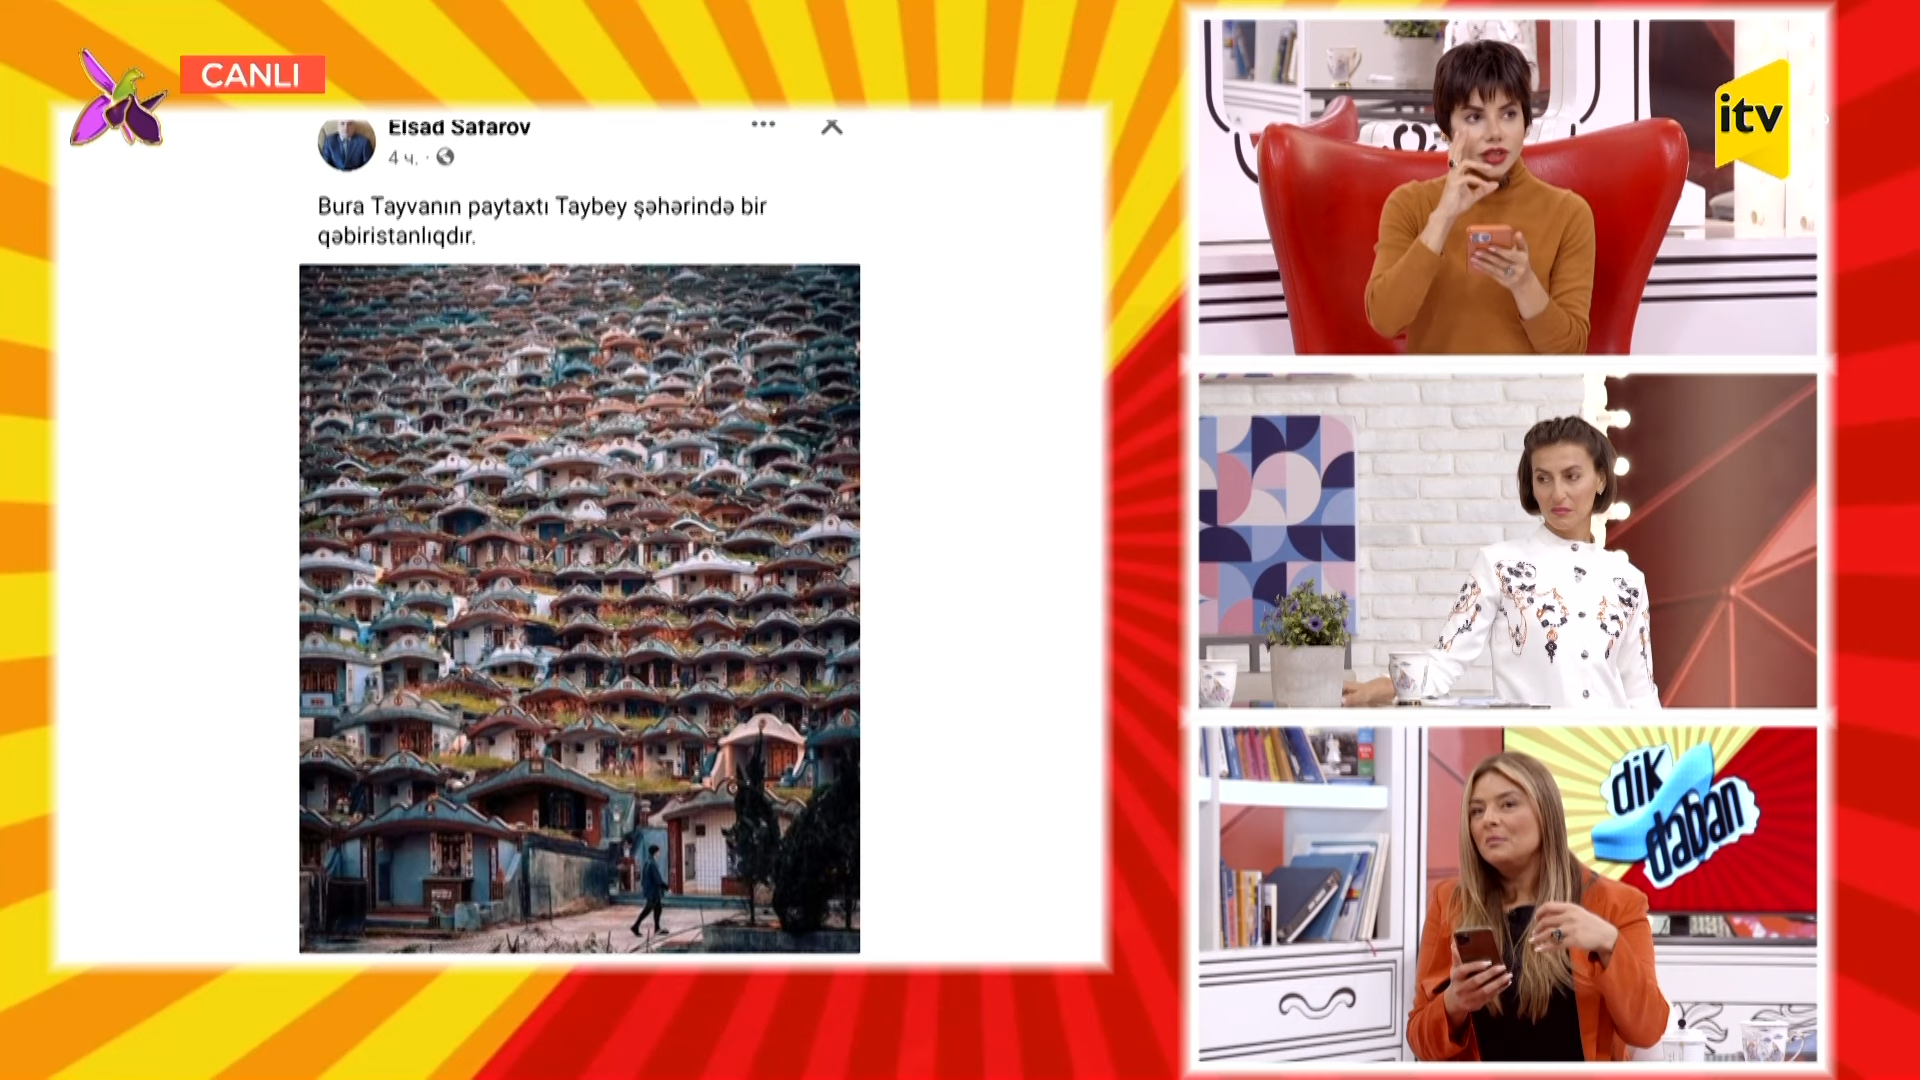 CANLI
Elsad Safarov
4 ч.
Bura Tayvanın paytaxtı Taybey şəhərində bir
qəbiristanlıqdır.
itv
dik
daban